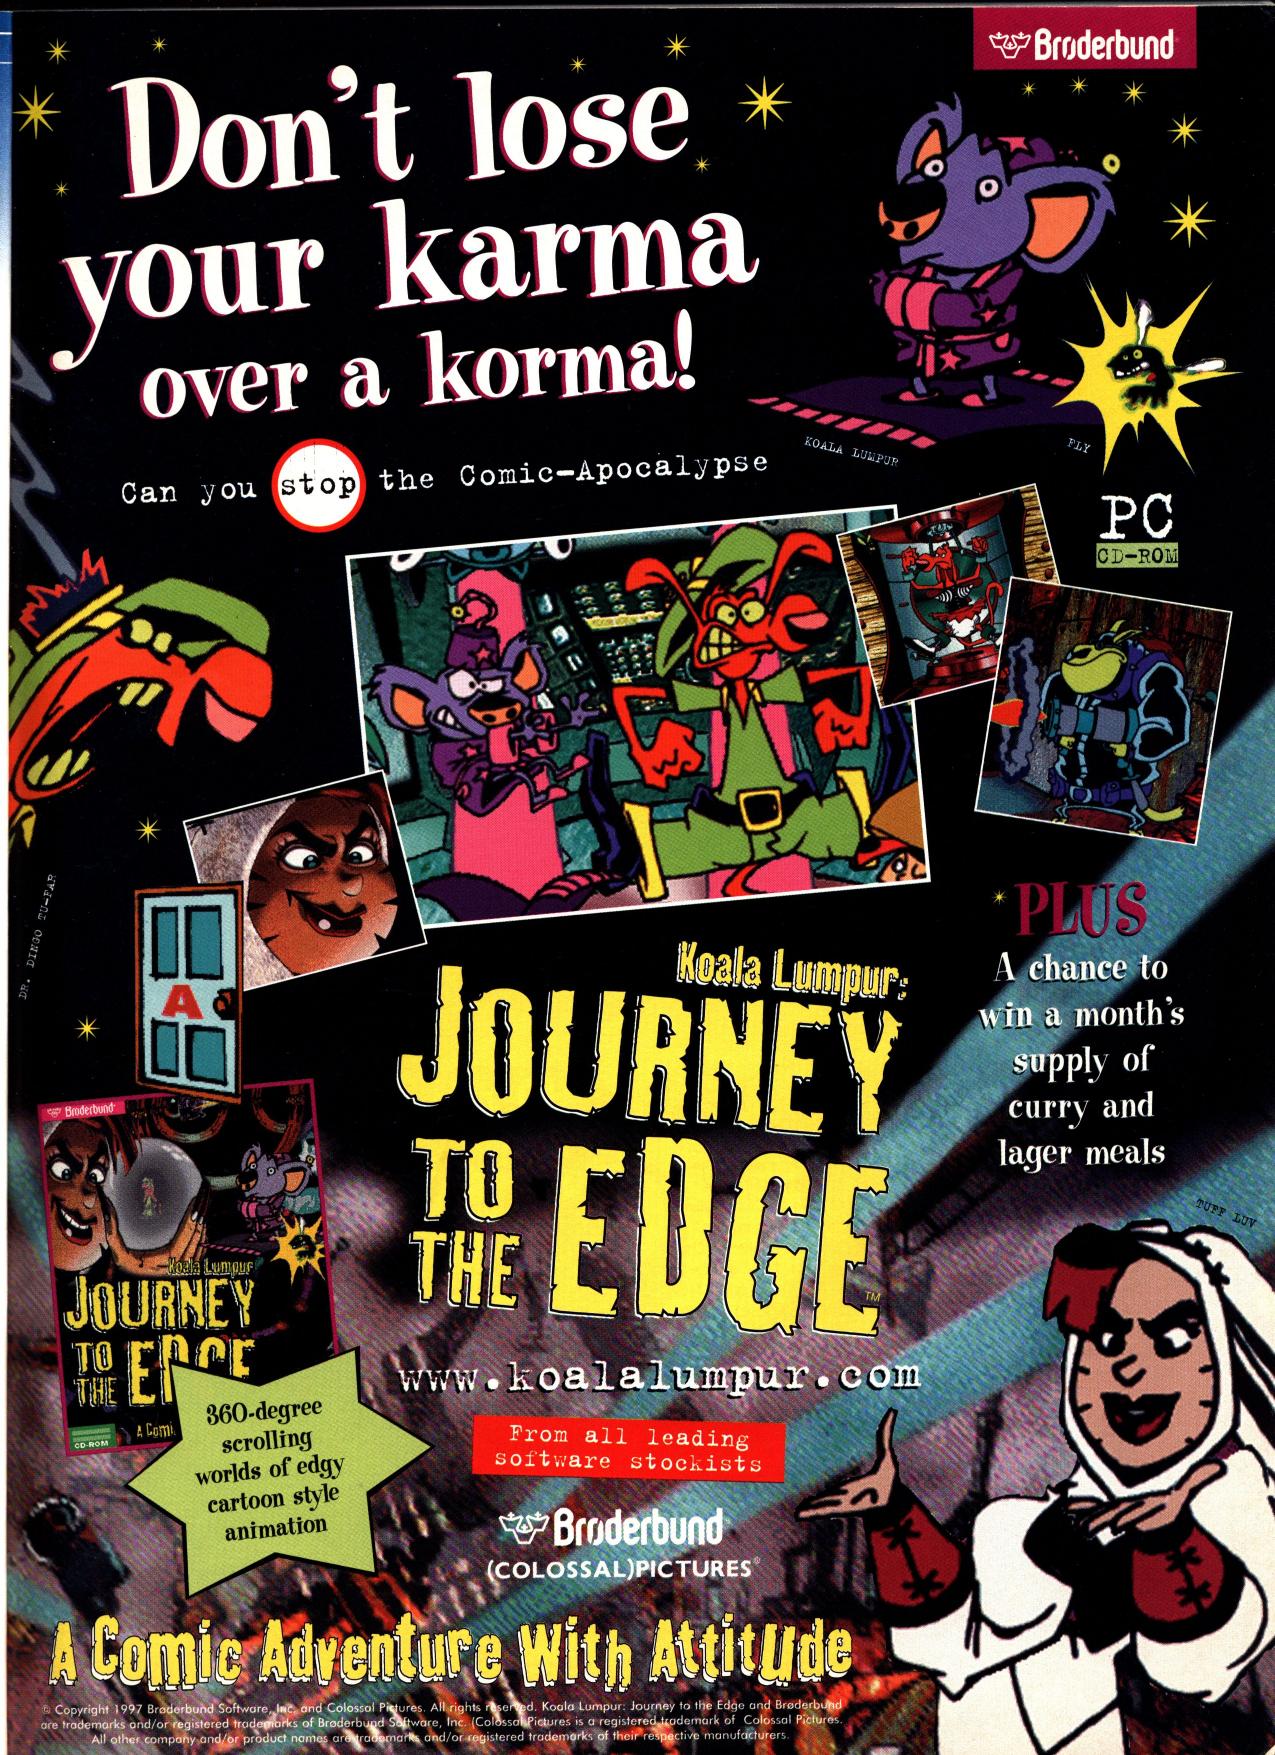 Brøderbund
Don't lose
your karma
over a korma!
KOALA LUMPUR
FLY
Can you stop the Comic-Apocalypse
PC
CD-ROM
DR. DINGO TU-FAR
A
PLUS
A chance to
win a month's
supply of
curry and
lager meals
Koala Lumpur:
JOURNEY
TO
THE EDGE™
TUFF LUV
Brøderbund
Koala Lumpur
JOURNEY
TO
THE EDGE
A Comi
CD-ROM
360-degree
scrolling
worlds of edgy
cartoon style
animation
www.koalalumpur.com
From all leading
software stockists
Brøderbund
(COLOSSAL)PICTURES®
A Comic Adventure With Attitude
© Copyright 1997 Brøderbund Software, Inc. and Colossal Pictures. All rights reserved. Koala Lumpur: Journey to the Edge and Brøderbund
are trademarks and/or registered trademarks of Brøderbund Software, Inc. (Colossal Pictures is a registered trademark of Colossal Pictures.
All other company and/or product names are trademarks and/or registered trademarks of their respective manufacturers.